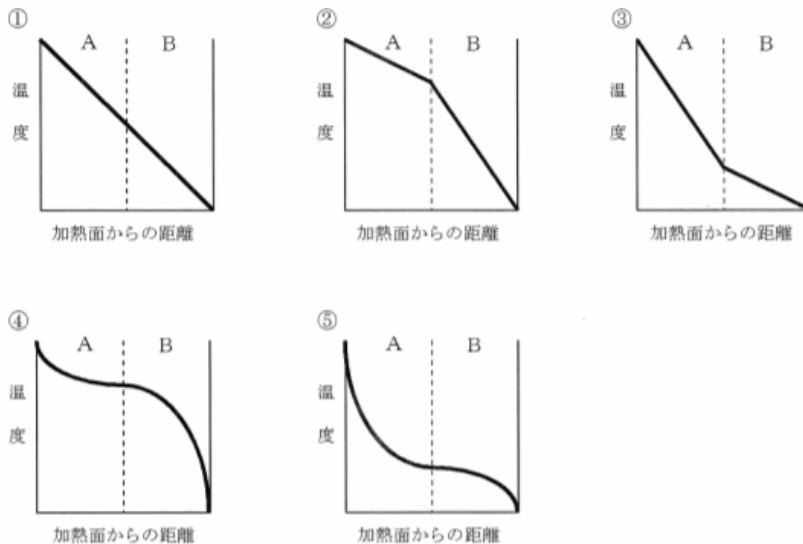 ①
A B
温度
加熱面からの距離
②
A B
温度
加熱面からの距離
③
A B
温度
加熱面からの距離
④
A B
温度
加熱面からの距離
⑤
A B
温度
加熱面からの距離